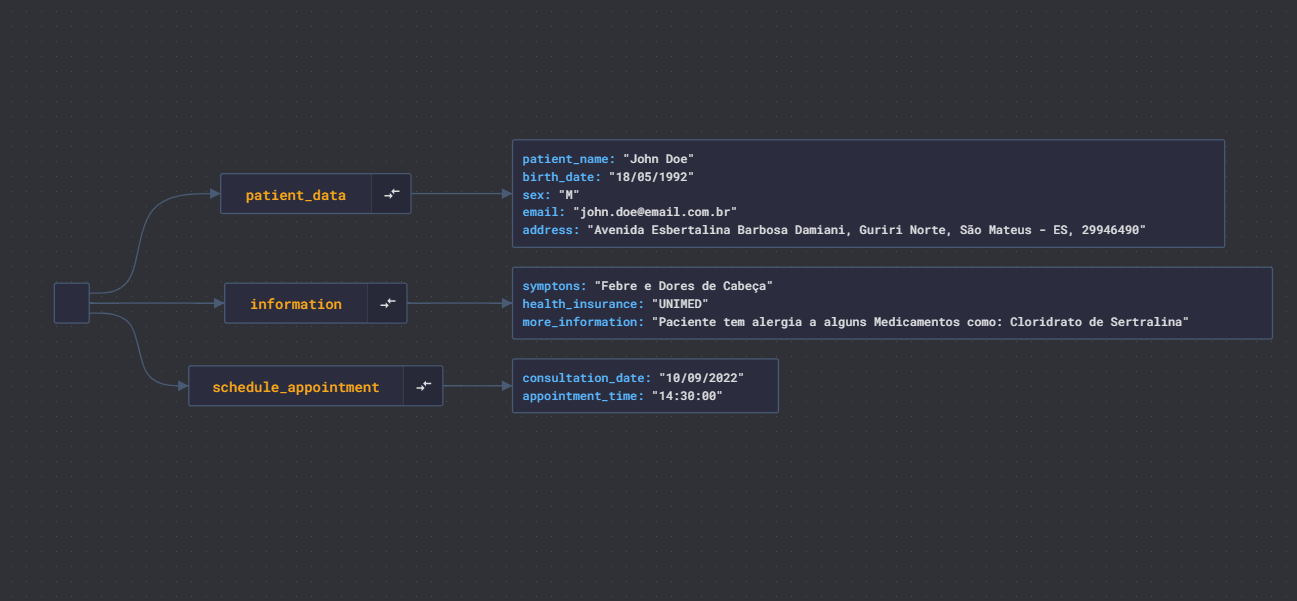 patient_data
patient_name: "John Doe"
birth_date: "18/05/1992"
sex: "M"
email: "john.doe@email.com.br"
address: "Avenida Esbertalina Barbosa Damiani, Guriri Norte, São Mateus - ES, 29946490"
information
symptons: "Febre e Dores de Cabeça"
health_insurance: "UNIMED"
more_information: "Paciente tem alergia a alguns Medicamentos como: Cloridrato de Sertralina"
schedule_appointment
consultation_date: "10/09/2022"
appointment_time: "14:30:00"